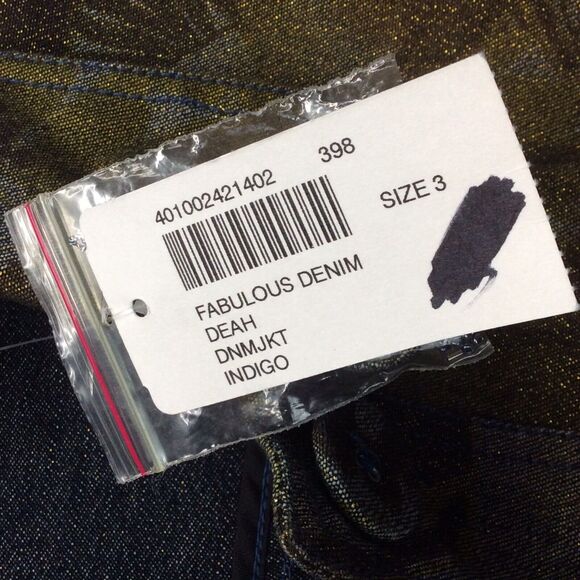 398
401002421402
SIZE 3
FABULOUS DENIM
DEAH
DNMJKT
INDIGO